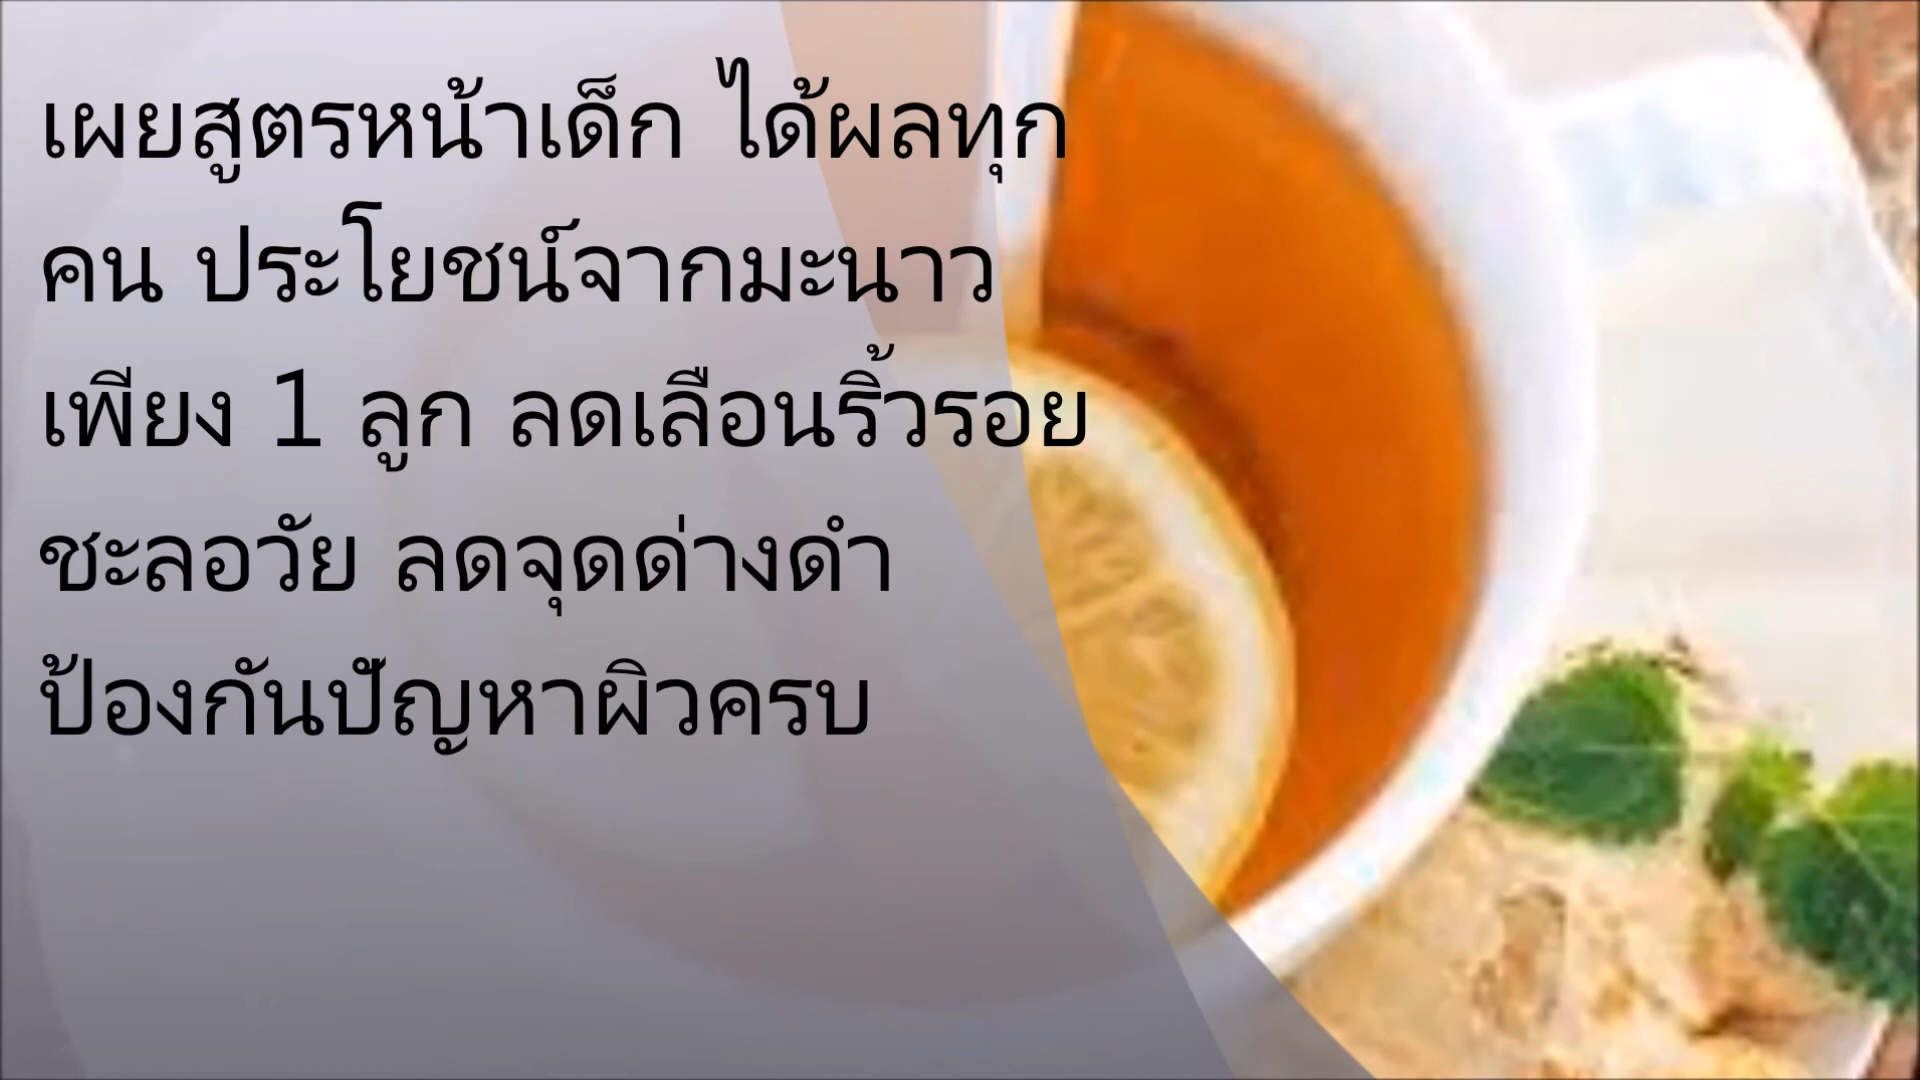 เผยสูตรหน้าเด็ก ได้ผลทุก
คน ประโยชน์จากมะนาว
เพียง 1 ลูก ลดเลือนริ้วรอย
ชะลอวัย ลดจุดด่างดำ
ป้องกันปัญหาผิวครบ